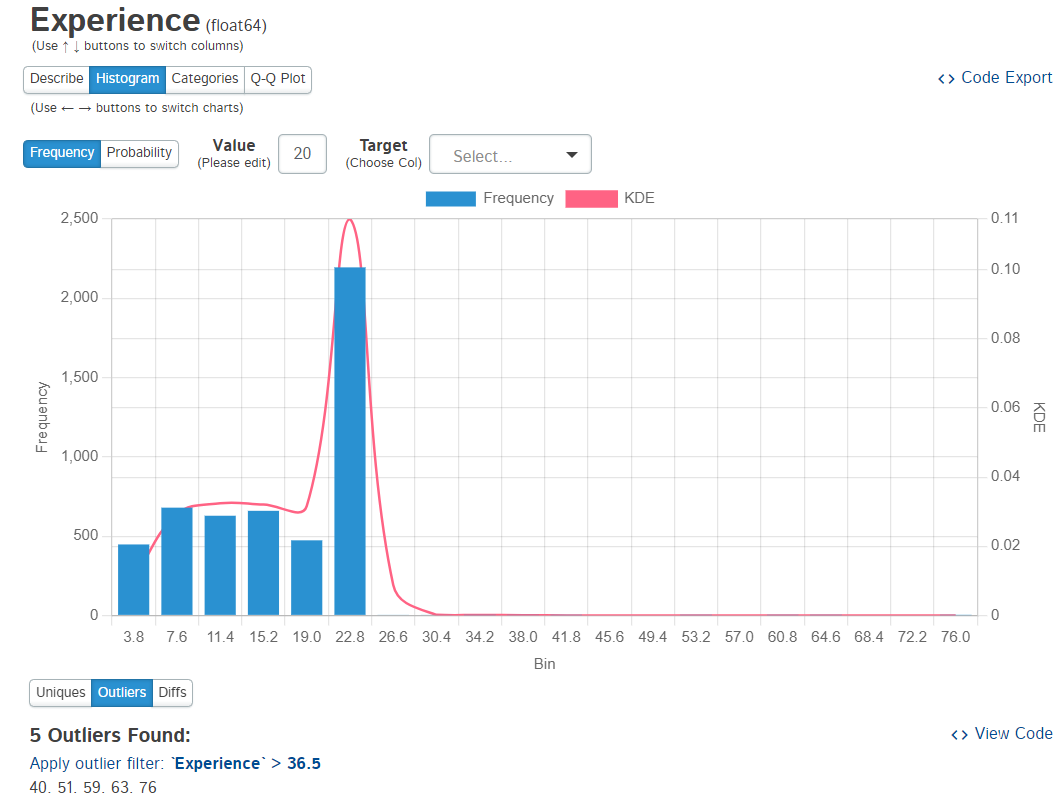 Experience (float64)
(Use ↑ ↓ buttons to switch columns)
Describe Histogram Categories Q-Q Plot
<> Code Export
(Use ← → buttons to switch charts)
Frequency Probability
Value
(Please edit)
20
Target
(Choose Col)
Select...
Frequency KDE
2,500
2,000
1,500
1,000
500
0
Frequency
0.11
0.10
0.08
0.06
0.04
0.02
0
KDE
3.8 7.6 11.4 15.2 19.0 22.8 26.6 30.4 34.2 38.0 41.8 45.6 49.4 53.2 57.0 60.8 64.6 68.4 72.2 76.0
Bin
Uniques Outliers Diffs
5 Outliers Found:
<> View Code
Apply outlier filter: `Experience` > 36.5
40. 51. 59. 63. 76